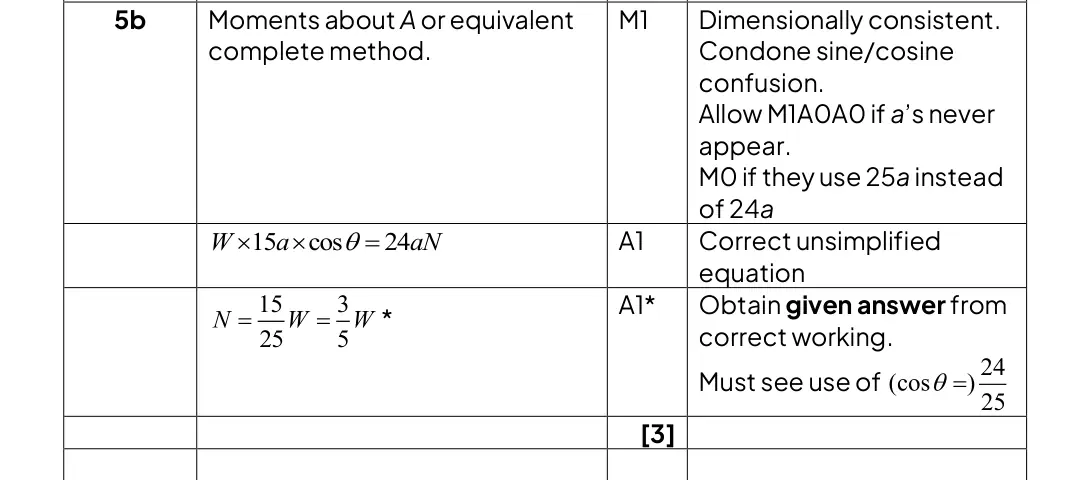 5b Moments about A or equivalent M1 Dimensionally consistent.
complete method. Condone sine/cosine
confusion.
Allow M1A0A0 if a's never
appear.
M0 if they use 25a instead
of 24a
W × 15a × cos θ = 24aN A1 Correct unsimplified
equation
N = 15/25 W = 3/5 W * A1* Obtain given answer from
correct working.
Must see use of (cos θ =) 24/25
[3]